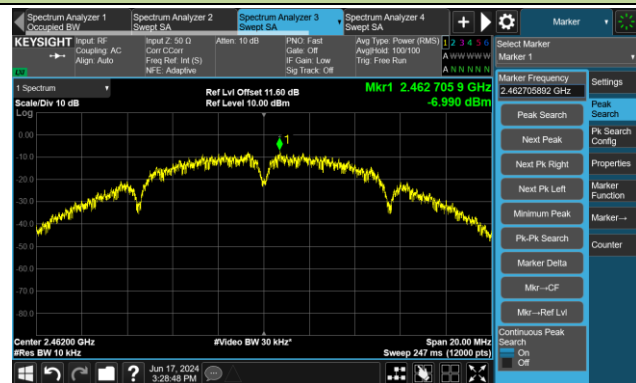 Spectrum Analyzer 1
Occupied BW
Spectrum Analyzer 2
Swept SA
Spectrum Analyzer 3
Swept SA
Spectrum Analyzer 4
Swept SA
Marker
KEYSIGHT
Input: RF
Coupling: AC
Align: Auto
Input Z: 50 Ω
Corr CCorr
Freq Ref: Int (S)
NFE: Adaptive
Atten: 10 dB
PNO: Fast
Gate: Off
IF Gain: Low
Sig Track: Off
Avg Type: Power (RMS)
Avg|Hold: 100/100
Trig: Free Run
1 2 3 4 5 6
A W W W W W
A N N N N N
Select Marker
Marker 1
1 Spectrum
Scale/Div 10 dB
Log
Ref Lvl Offset 11.60 dB
Ref Level 10.00 dBm
Mkr1 2.462 705 9 GHz
-6.990 dBm
1
0.00
-10.0
-20.0
-30.0
-40.0
-50.0
-60.0
-70.0
-80.0
Center 2.46200 GHz
#Res BW 10 kHz
#Video BW 30 kHz*
Span 20.00 MHz
Sweep 247 ms (12000 pts)
Marker Frequency
2.462705892 GHz
Peak Search
Next Peak
Next Pk Right
Next Pk Left
Minimum Peak
Pk-Pk Search
Marker Delta
Mkr→CF
Mkr→Ref Lvl
Continuous Peak
Search
On
Off
Settings
Peak
Search
Pk Search
Config
Properties
Marker
Function
Marker→
Counter
Jun 17, 2024
3:28:48 PM